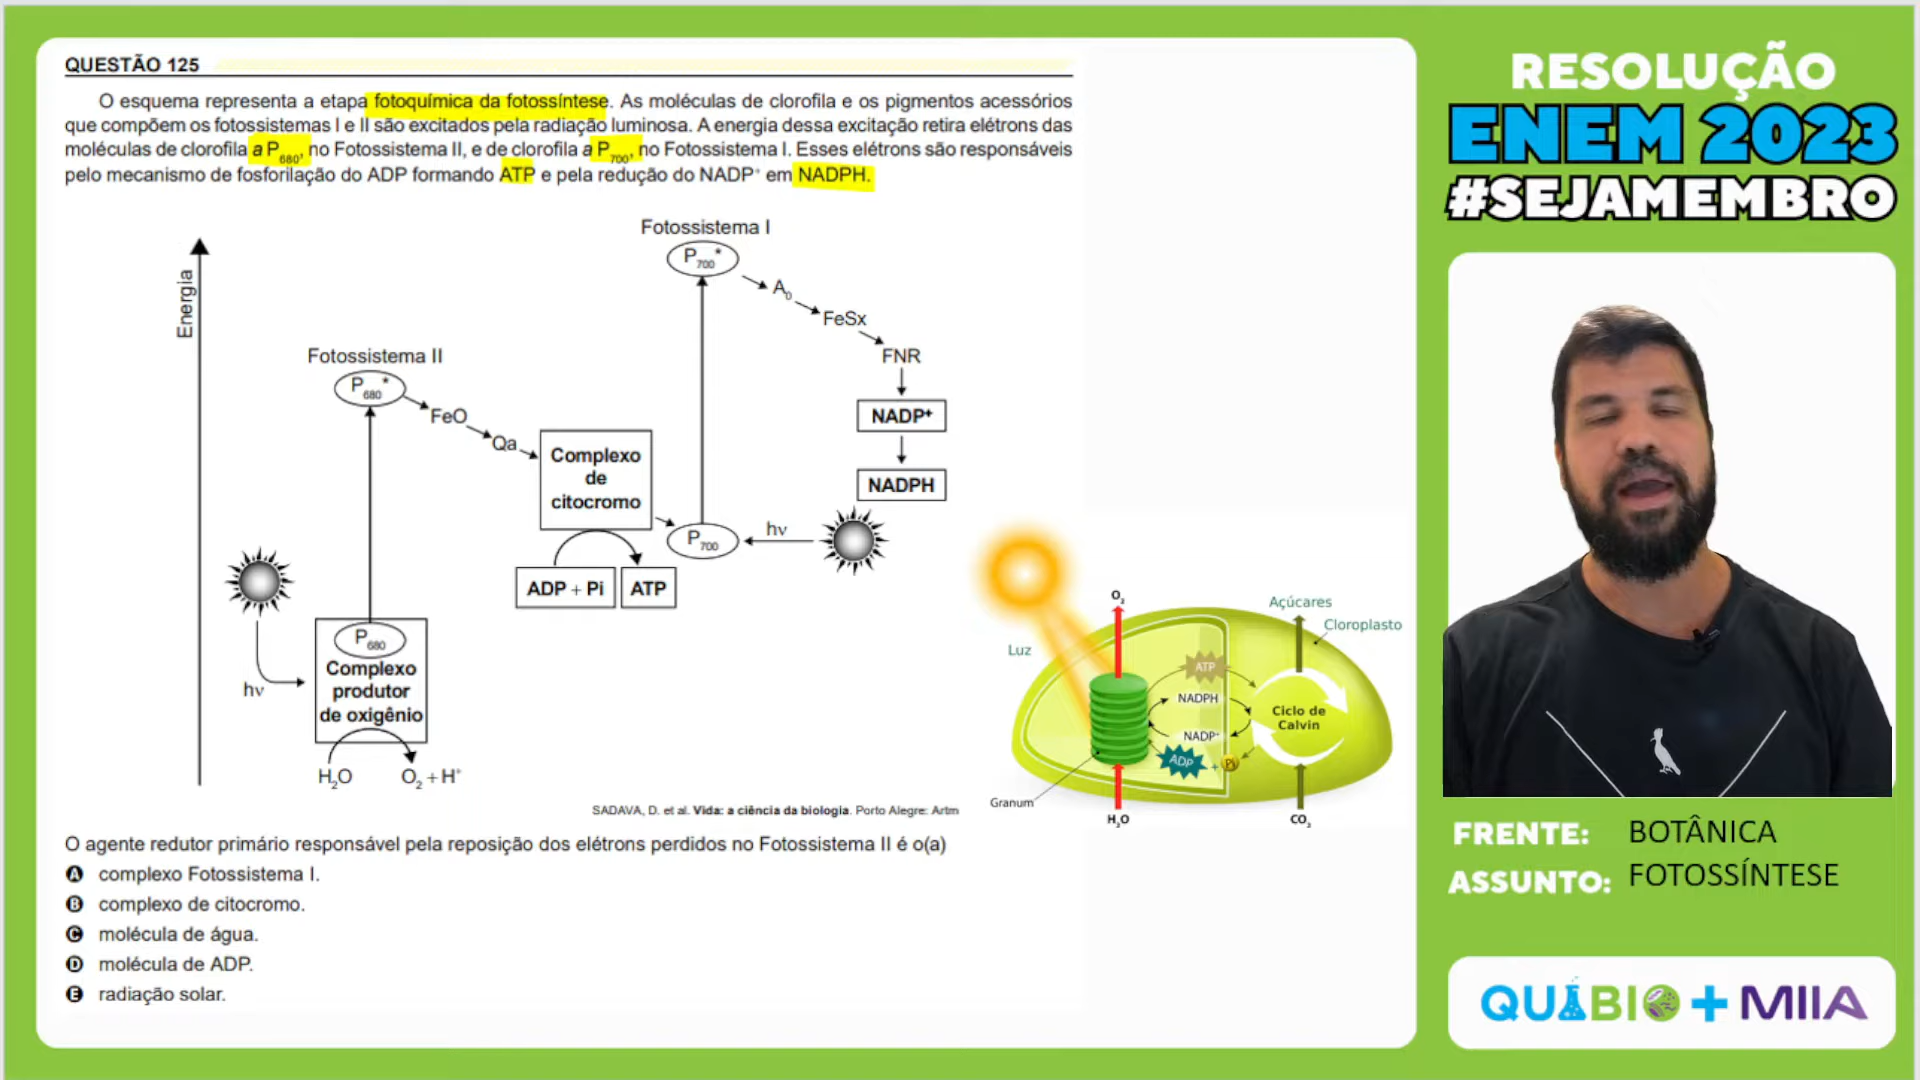 QUESTÃO 125
O esquema representa a etapa fotoquímica da fotossíntese. As moléculas de clorofila e os pigmentos acessórios
que compõem os fotossistemas I e II são excitados pela radiação luminosa. A energia dessa excitação retira elétrons das
moléculas de clorofila a P680, no Fotossistema II, e de clorofila a P700, no Fotossistema I. Esses elétrons são responsáveis
pelo mecanismo de fosforilação do ADP formando ATP e pela redução do NADP+ em NADPH.
Energia
Fotossistema I
P700*
A0
FeSx
FNR
NADP+
NADPH
Fotossistema II
P680*
FeO
Qa
Complexo
de
citocromo
P700
hν
ADP + Pi
ATP
hν
P680
Complexo
produtor
de oxigênio
H2O
O2 + H+
SADAVA, D. et al. Vida: a ciência da biologia. Porto Alegre: Artm
O agente redutor primário responsável pela reposição dos elétrons perdidos no Fotossistema II é o(a)
A complexo Fotossistema I.
B complexo de citocromo.
C molécula de água.
D molécula de ADP.
E radiação solar.
O2
Açúcares
Cloroplasto
Luz
ATP
NADPH
Ciclo de
Calvin
NADP+
ADP + Pi
Granum
H2O
CO2
RESOLUÇÃO
ENEM 2023
#SEJAMEMBRO
FRENTE: BOTÂNICA
ASSUNTO: FOTOSSÍNTESE
QUIBIO + MIIA